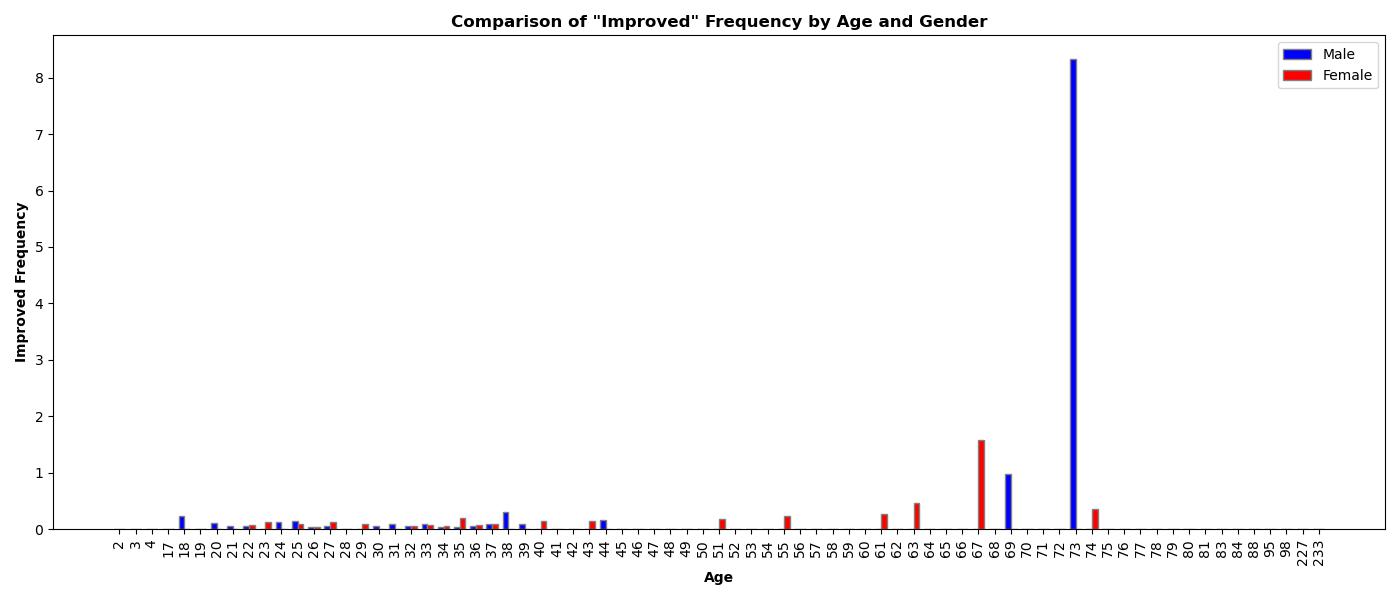 Comparison of "Improved" Frequency by Age and Gender
Male
Female
Improved Frequency
8
7
6
5
4
3
2
1
0
2 3 4 17 18 19 20 21 22 23 24 25 26 27 28 29 30 31 32 33 34 35 36 37 38 39 40 41 42 43 44 45 46 47 48 49 50 51 52 53 54 55 56 57 58 59 60 61 62 63 64 65 66 67 68 69 70 71 72 73 74 75 76 77 78 79 80 81 83 84 88 95 98 227 233
Age